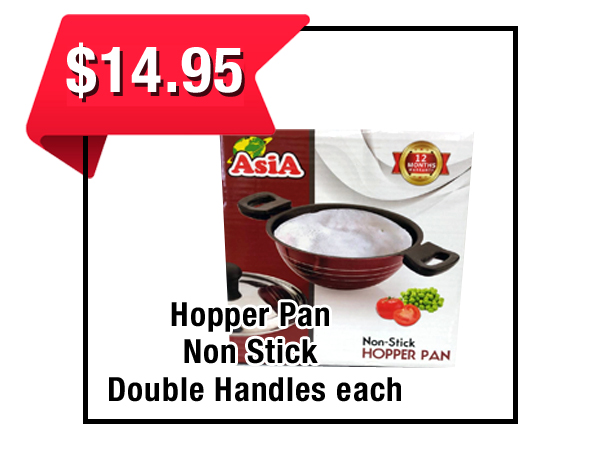 $14.95
AsiA
12
MONTHS
WARRANTY
Hopper Pan
Non Stick
Double Handles each
Non-Stick
HOPPER PAN